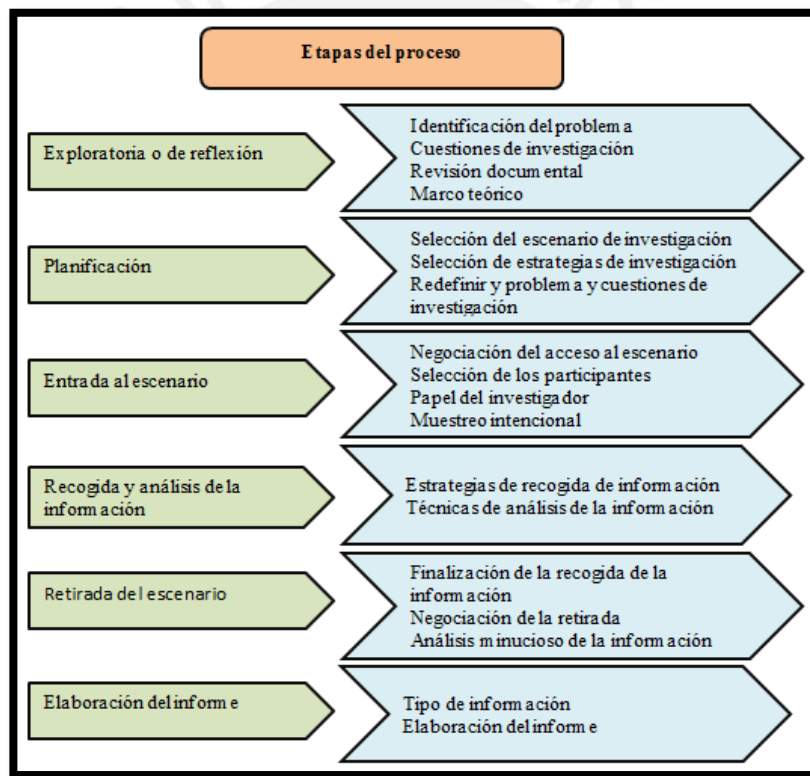 Etapas del proceso
Exploratoria o de reflexión
Identificación del problema
Cuestiones de investigación
Revisión documental
Marco teórico
Planificación
Selección del escenario de investigación
Selección de estrategias de investigación
Redefinir y problema y cuestiones de
investigación
Entrada al escenario
Negociación del acceso al escenario
Selección de los participantes
Papel del investigador
Muestreo intencional
Recogida y análisis de la
información
Estrategias de recogida de información
Técnicas de análisis de la información
Retirada del escenario
Finalización de la recogida de la
información
Negociación de la retirada
Análisis minucioso de la información
Elaboración del informe
Tipo de información
Elaboración del informe